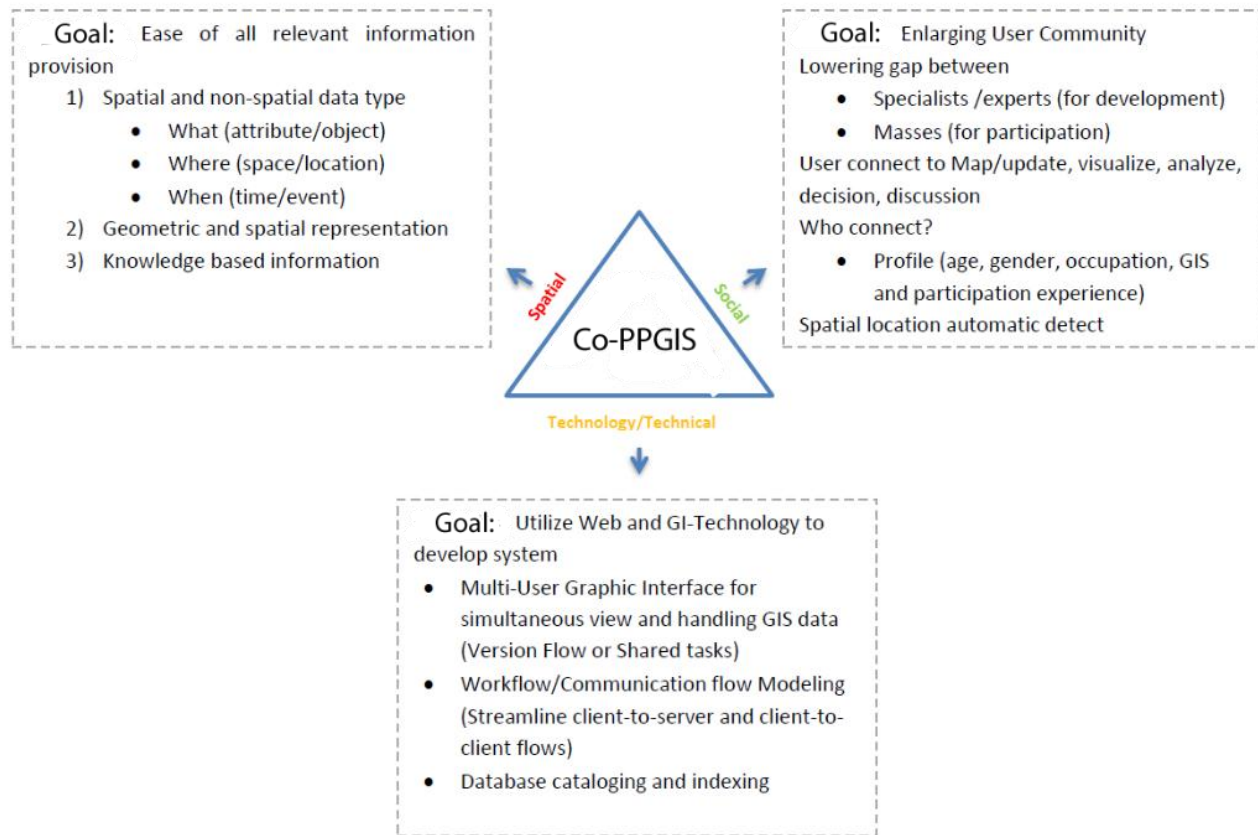 Goal: Ease of all relevant information
provision
1) Spatial and non-spatial data type
• What (attribute/object)
• Where (space/location)
• When (time/event)
2) Geometric and spatial representation
3) Knowledge based information
Goal: Enlarging User Community
Lowering gap between
• Specialists /experts (for development)
• Masses (for participation)
User connect to Map/update, visualize, analyze,
decision, discussion
Who connect?
• Profile (age, gender, occupation, GIS
and participation experience)
Spatial location automatic detect
Spatial
Social
Co-PPGIS
Technology/Technical
Goal: Utilize Web and GI-Technology to
develop system
• Multi-User Graphic Interface for
simultaneous view and handling GIS data
(Version Flow or Shared tasks)
• Workflow/Communication flow Modeling
(Streamline client-to-server and client-to-
client flows)
• Database cataloging and indexing